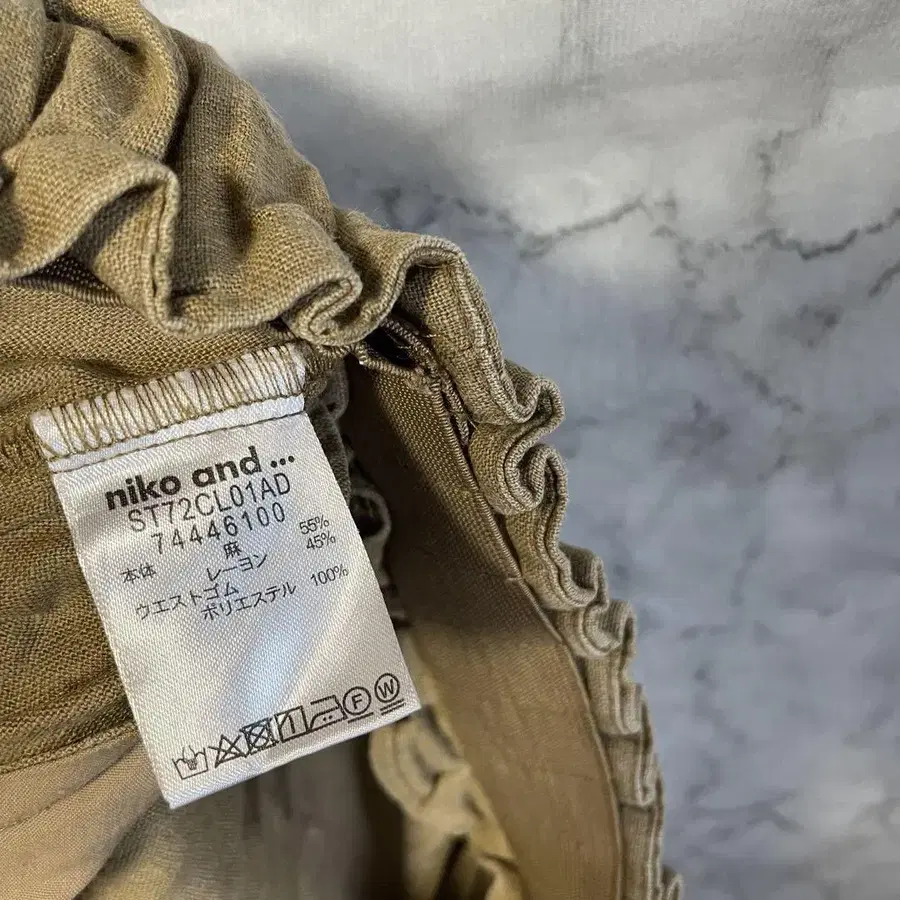 niko and ...
ST72CL01AD
74446100
麻 55%
本体 レーヨン 45%
ウエストゴム
ポリエステル 100%
F W